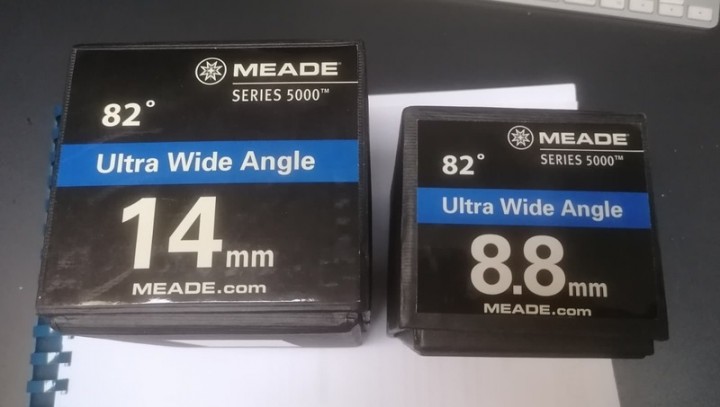 MEADE
SERIES 5000™
82°
Ultra Wide Angle
14mm
MEADE.com
MEADE
SERIES 5000™
82°
Ultra Wide Angle
8.8mm
MEADE.com